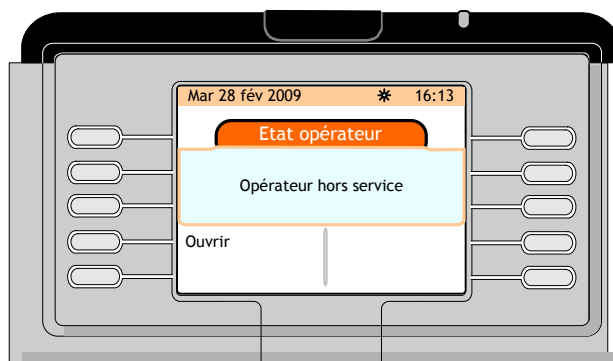 Mar 28 fév 2009 ✱ 16:13
Etat opérateur
Opérateur hors service
Ouvrir